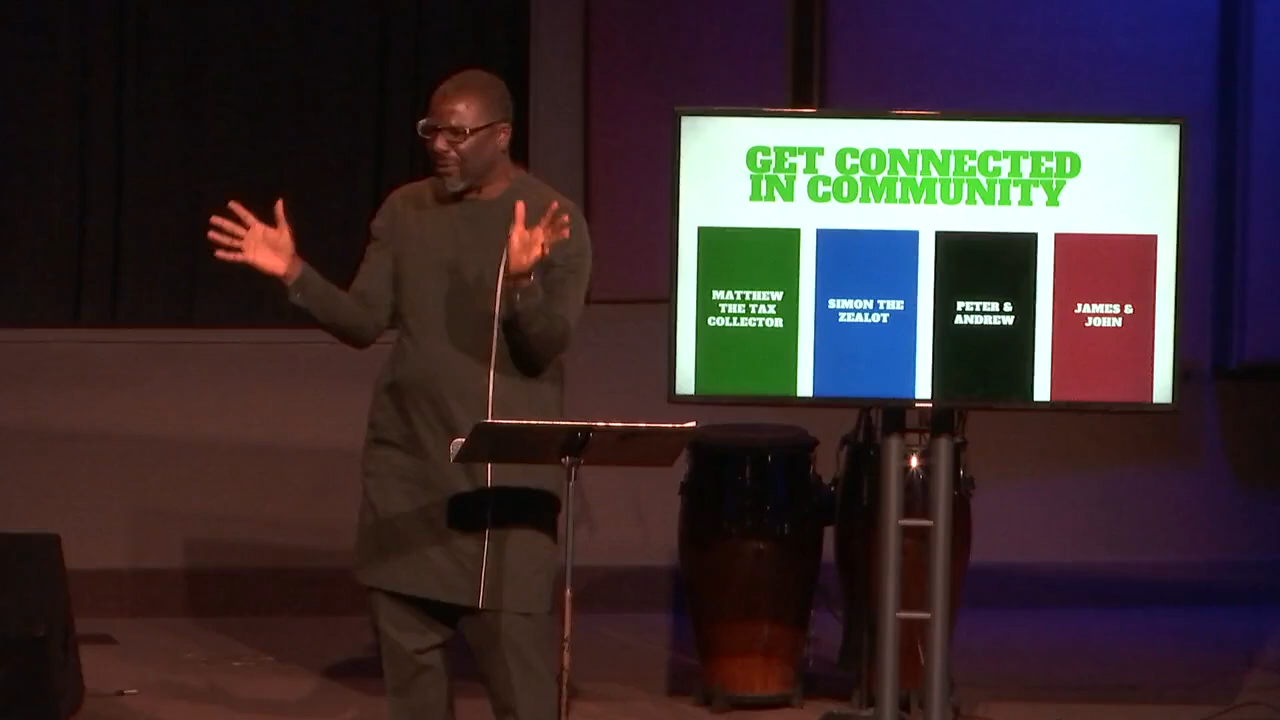 GET CONNECTED
IN COMMUNITY
MATTHEW
THE TAX
COLLECTOR
SIMON THE
ZEALOT
PETER &
ANDREW
JAMES &
JOHN